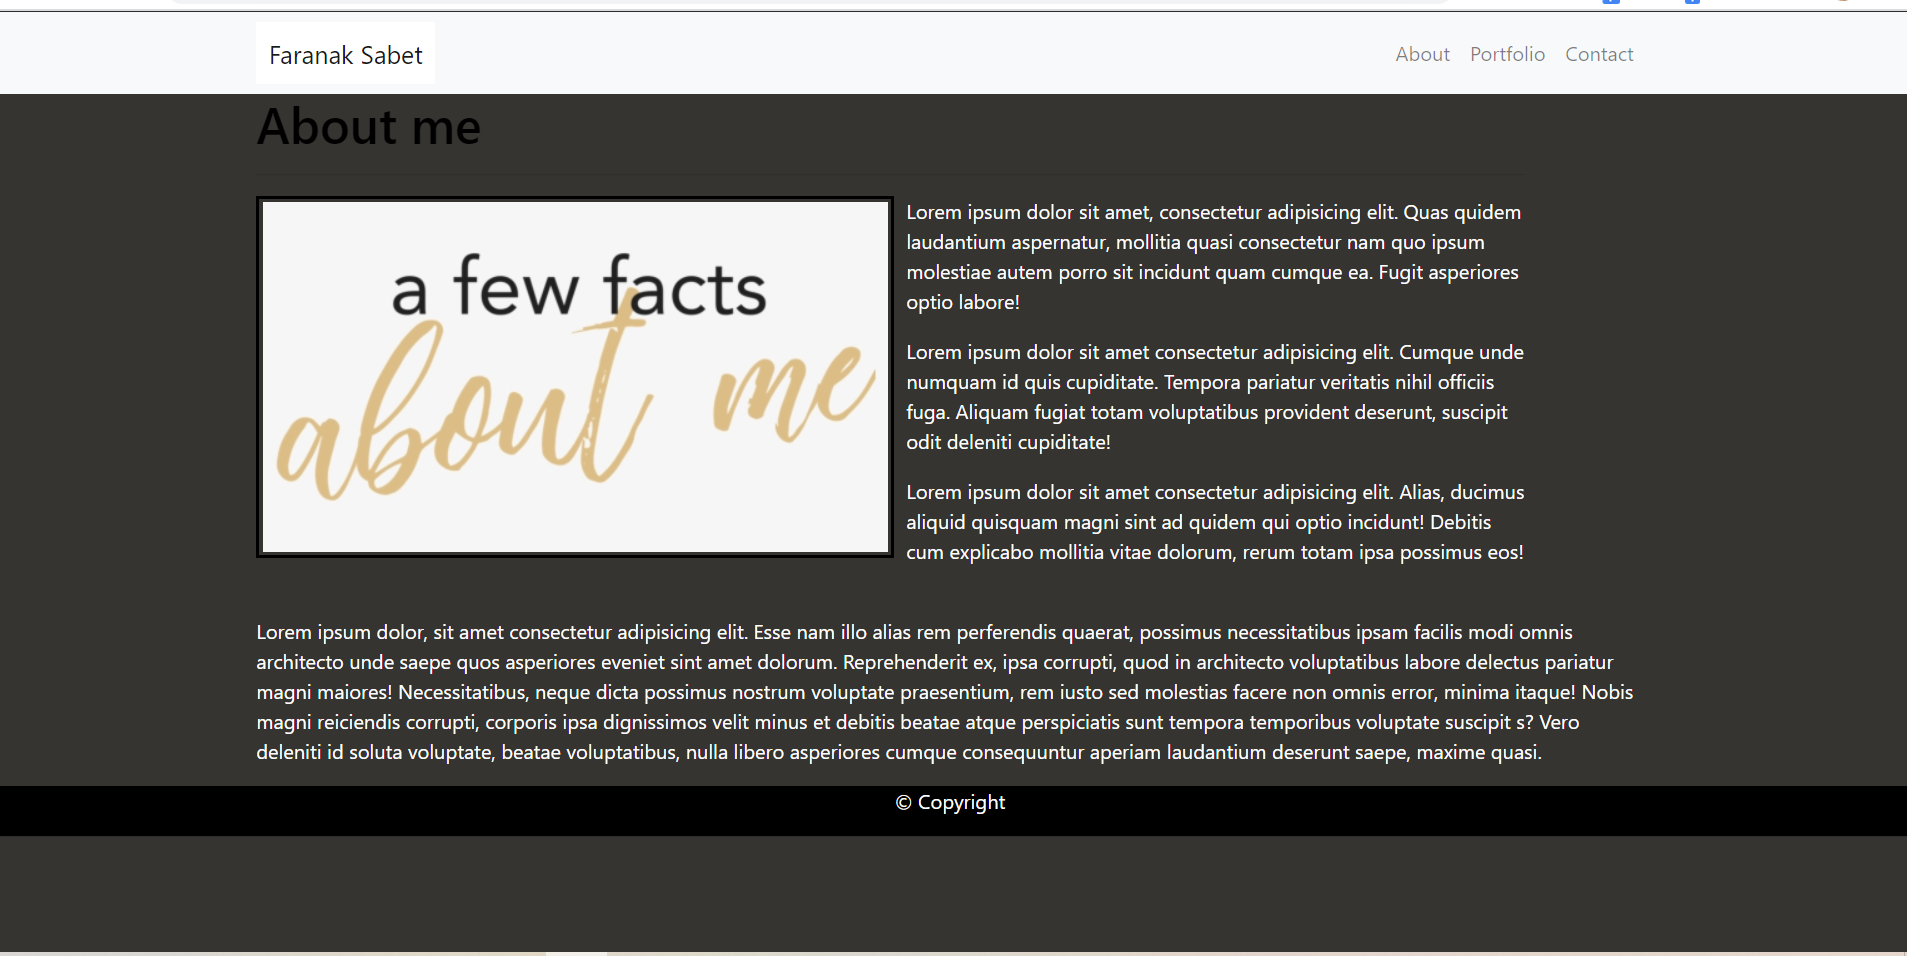 Faranak Sabet
About Portfolio Contact
About me
a few facts
about me
Lorem ipsum dolor sit amet, consectetur adipisicing elit. Quas quidem
laudantium aspernatur, mollitia quasi consectetur nam quo ipsum
molestiae autem porro sit incidunt quam cumque ea. Fugit asperiores
optio labore!
Lorem ipsum dolor sit amet consectetur adipisicing elit. Cumque unde
numquam id quis cupiditate. Tempora pariatur veritatis nihil officiis
fuga. Aliquam fugiat totam voluptatibus provident deserunt, suscipit
odit deleniti cupiditate!
Lorem ipsum dolor sit amet consectetur adipisicing elit. Alias, ducimus
aliquid quisquam magni sint ad quidem qui optio incidunt! Debitis
cum explicabo mollitia vitae dolorum, rerum totam ipsa possimus eos!
Lorem ipsum dolor, sit amet consectetur adipisicing elit. Esse nam illo alias rem perferendis quaerat, possimus necessitatibus ipsam facilis modi omnis
architecto unde saepe quos asperiores eveniet sint amet dolorum. Reprehenderit ex, ipsa corrupti, quod in architecto voluptatibus labore delectus pariatur
magni maiores! Necessitatibus, neque dicta possimus nostrum voluptate praesentium, rem iusto sed molestias facere non omnis error, minima itaque! Nobis
magni reiciendis corrupti, corporis ipsa dignissimos velit minus et debitis beatae atque perspiciatis sunt tempora temporibus voluptate suscipit s? Vero
deleniti id soluta voluptate, beatae voluptatibus, nulla libero asperiores cumque consequuntur aperiam laudantium deserunt saepe, maxime quasi.
© Copyright